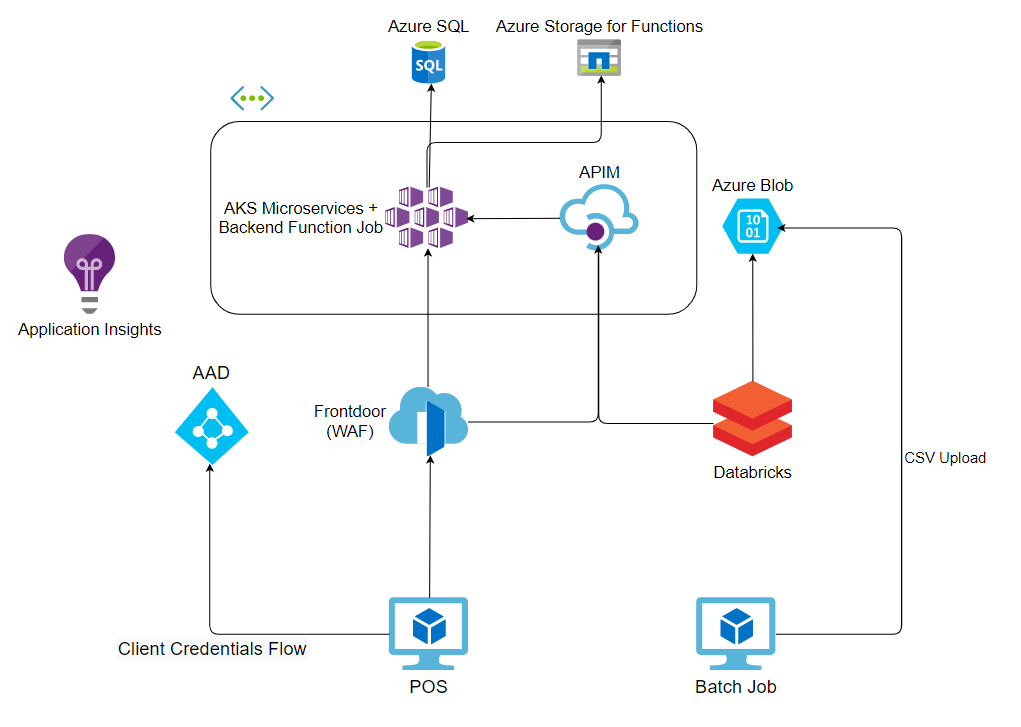 Azure SQL
Azure Storage for Functions
SQL
APIM
Azure Blob
10
01
AKS Microservices +
Backend Function Job
Application Insights
AAD
Frontdoor
(WAF)
Databricks
CSV Upload
Client Credentials Flow
POS
Batch Job